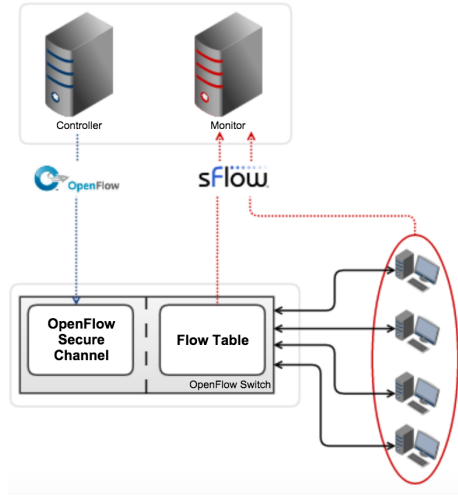 Controller
Monitor
OpenFlow
sFlow
OpenFlow
Secure
Channel
Flow Table
OpenFlow Switch